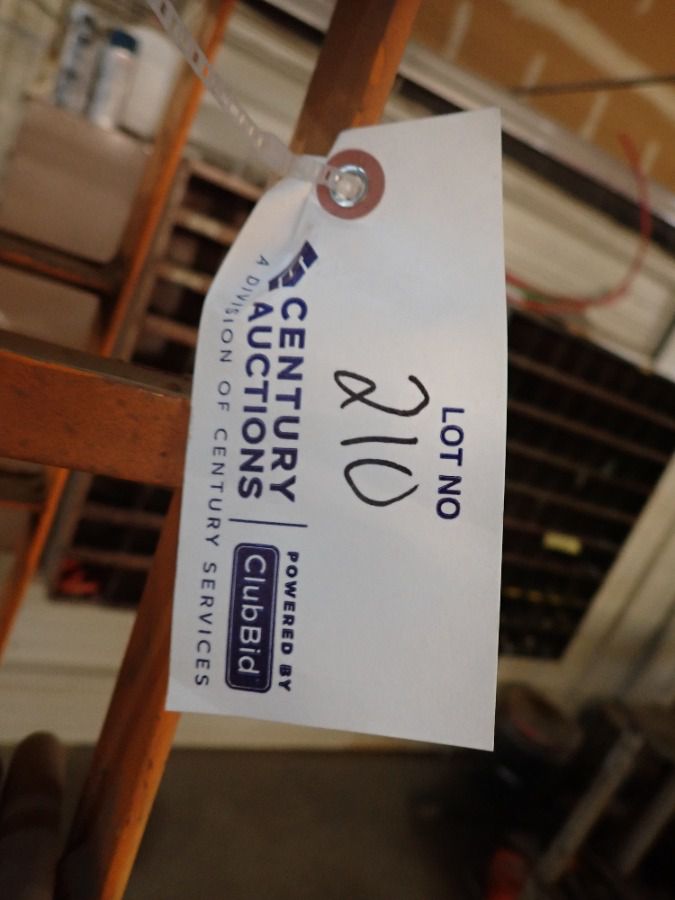 LOT NO
210
CENTURY
AUCTIONS
POWERED BY
ClubBid
A DIVISION OF CENTURY SERVICES